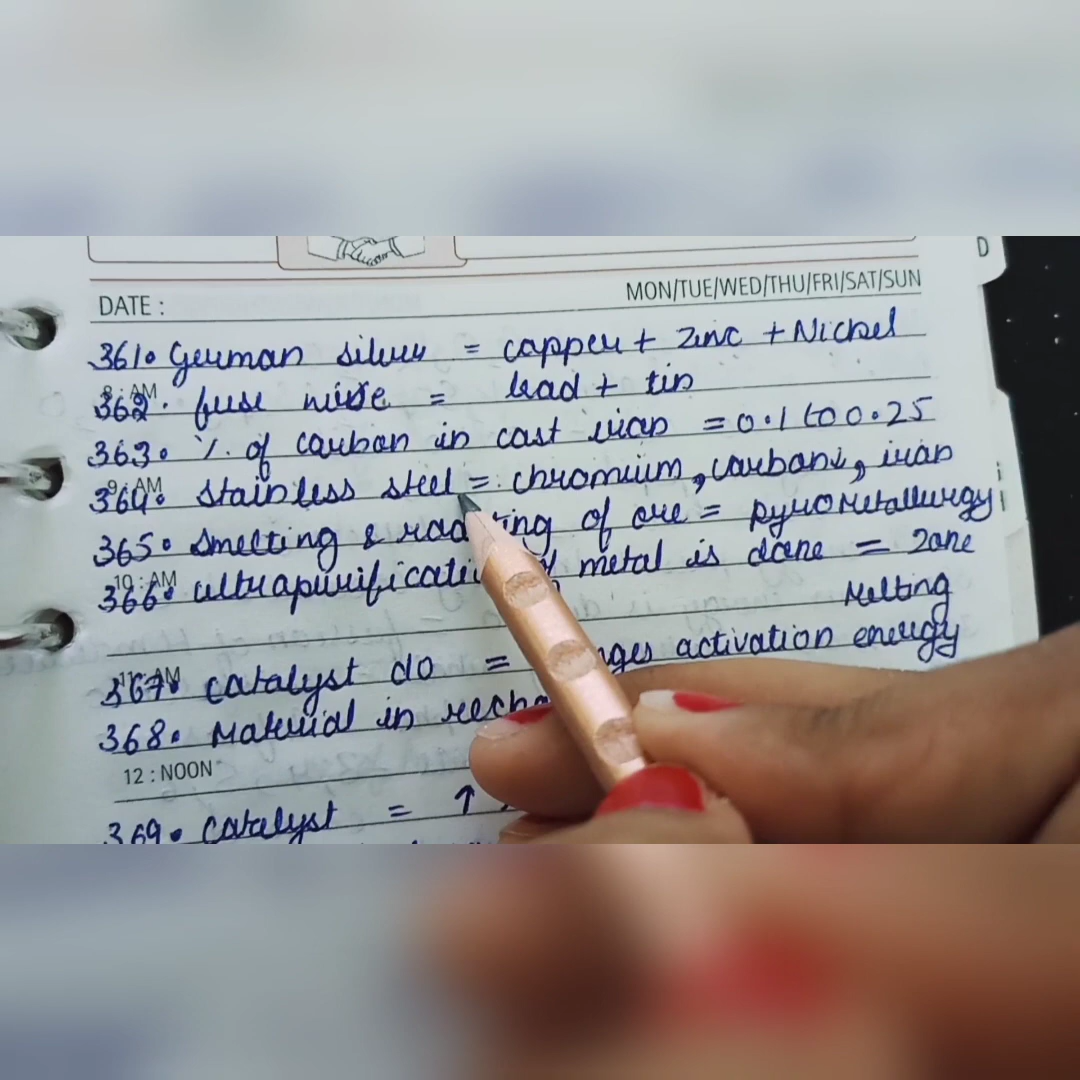 D
DATE :
MON/TUE/WED/THU/FRI/SAT/SUN
361. German silver = copper + Zinc + Nickel
8 : AM
362. fuse wire = lead + tin
363. % of carbon in cast iron = 0.1 to 0.25
9 : AM
364. Stainless steel = chromium, carbon, iron
365. Smelting & of ore = pyrometallurgy
10 : AM
366. ultrapurification of metal is done = zone
Melting
11 : AM
367. Catalyst do = activation energy
368. Material in
12 : NOON
369. Catalyst = ↑